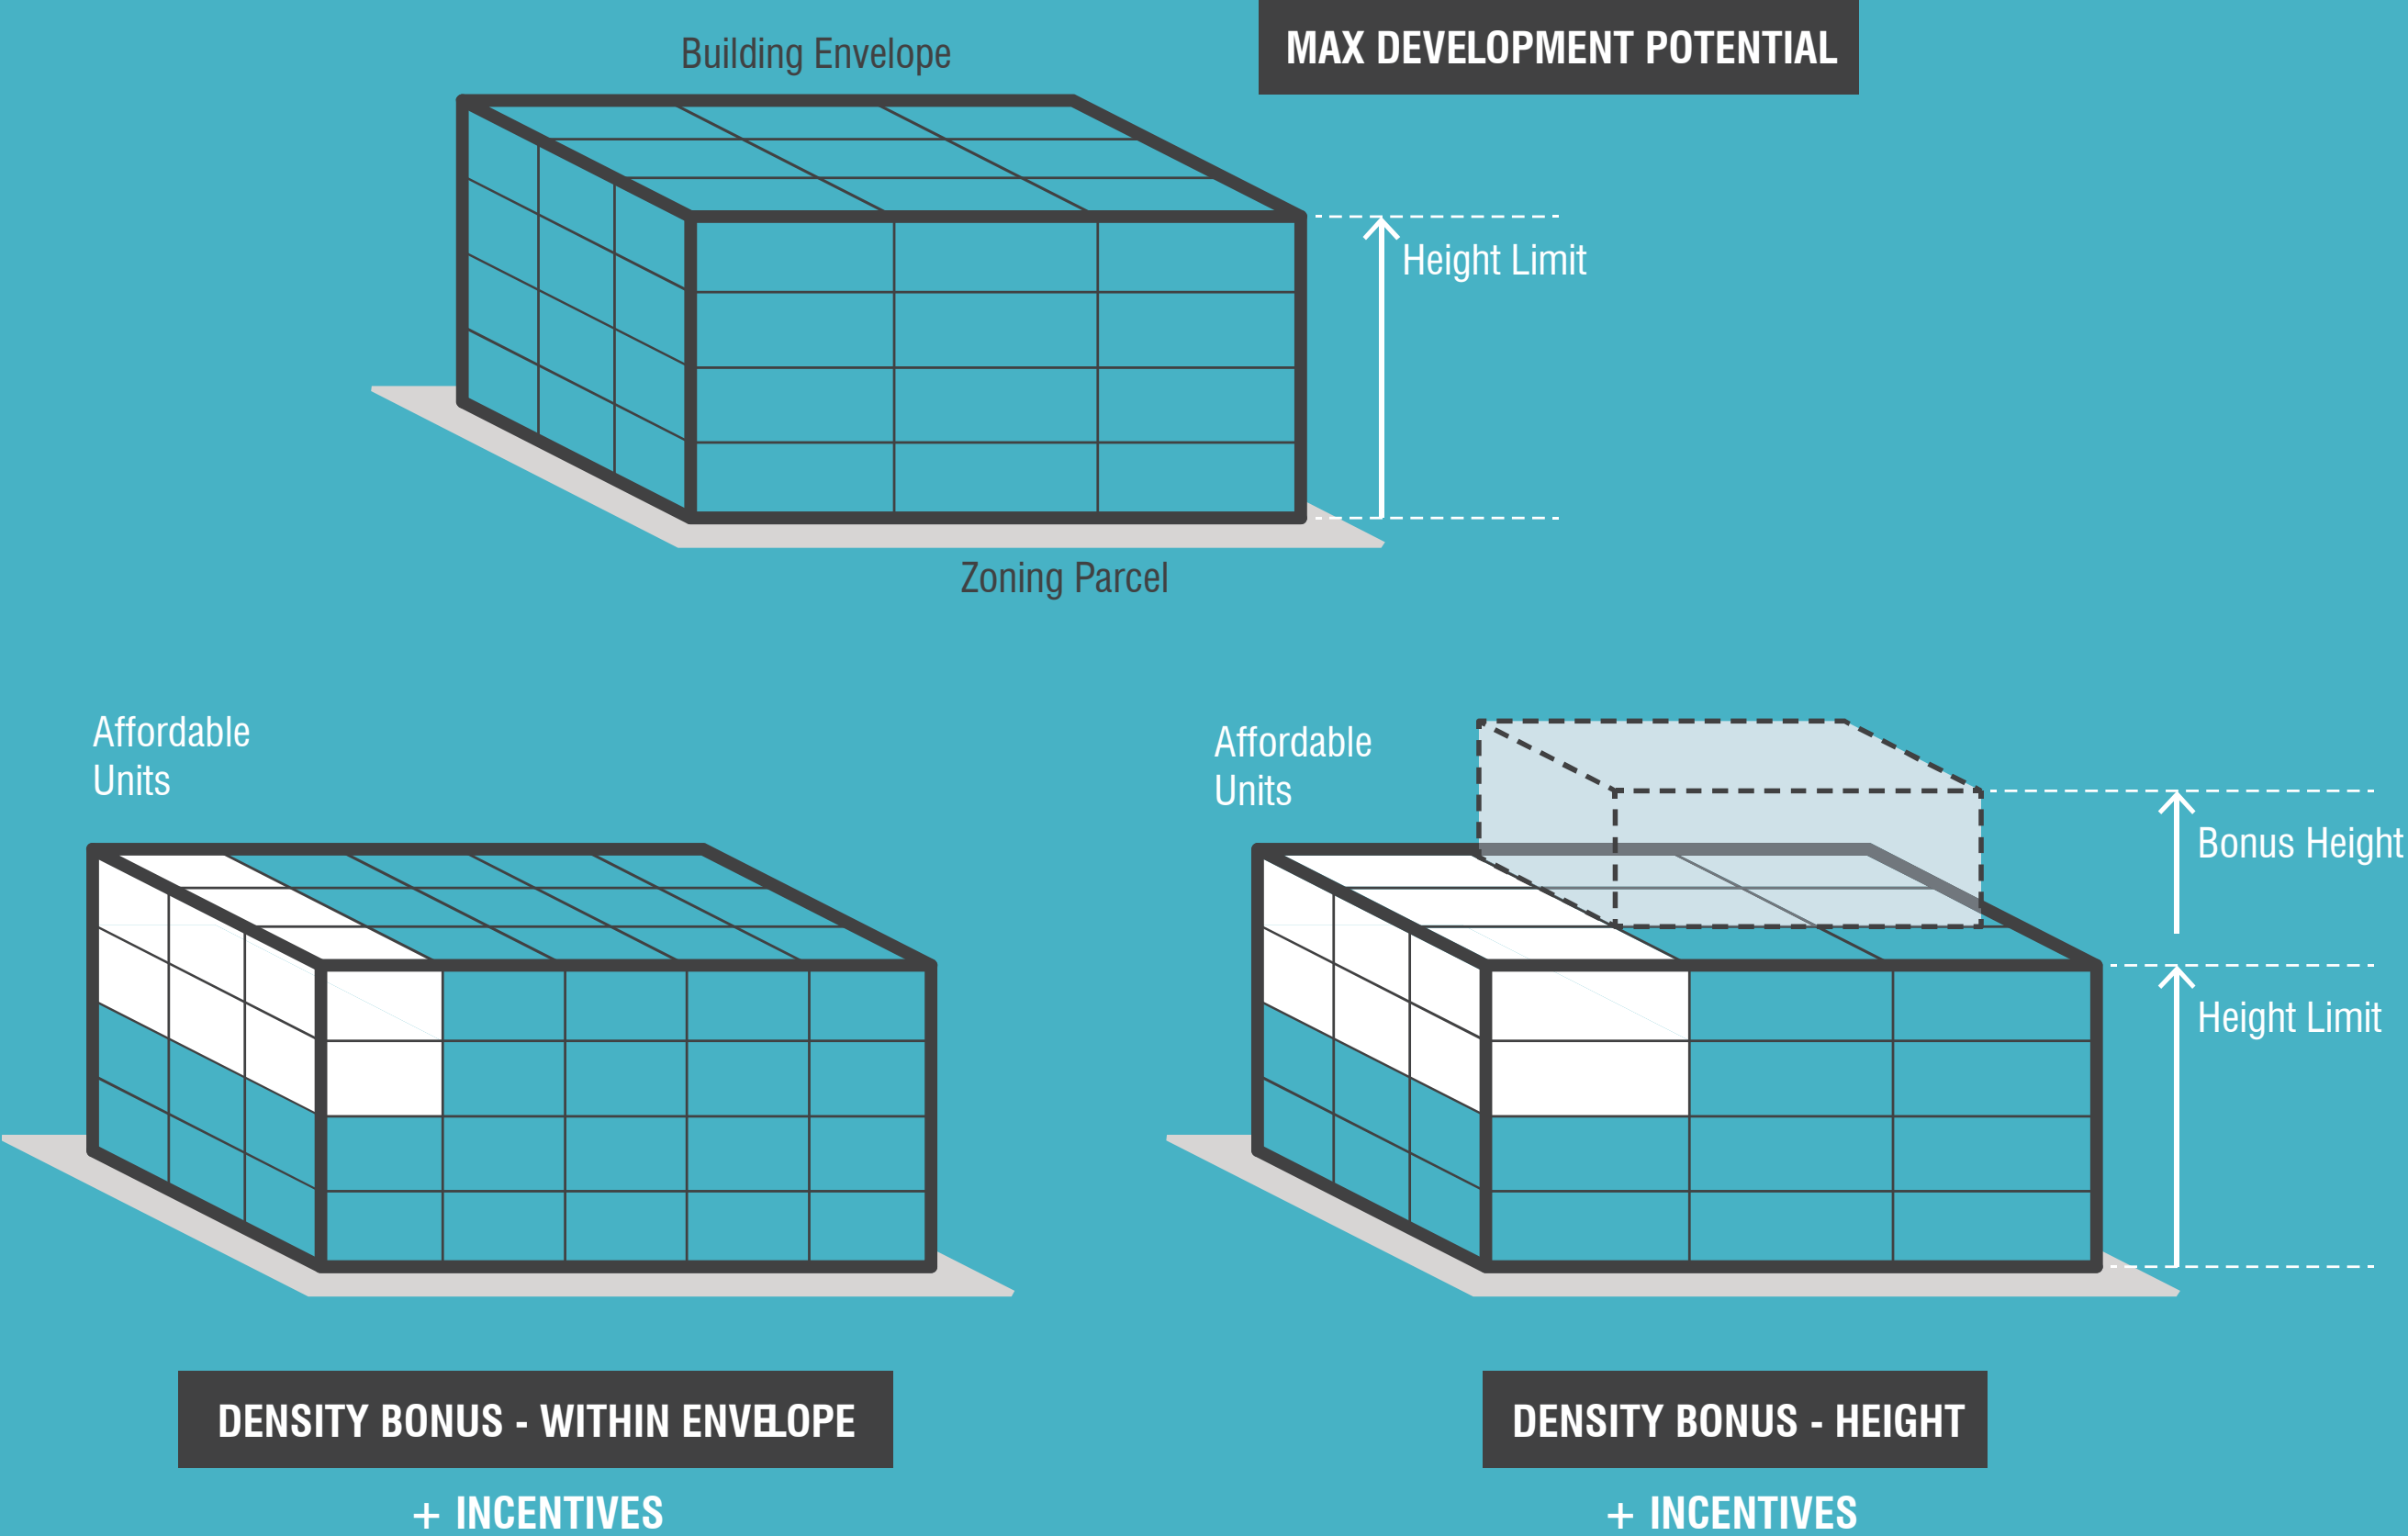 MAX DEVELOPMENT POTENTIAL
Building Envelope
Height Limit
Zoning Parcel
Affordable
Units
DENSITY BONUS - WITHIN ENVELOPE
+ INCENTIVES
Affordable
Units
Bonus Height
Height Limit
DENSITY BONUS - HEIGHT
+ INCENTIVES